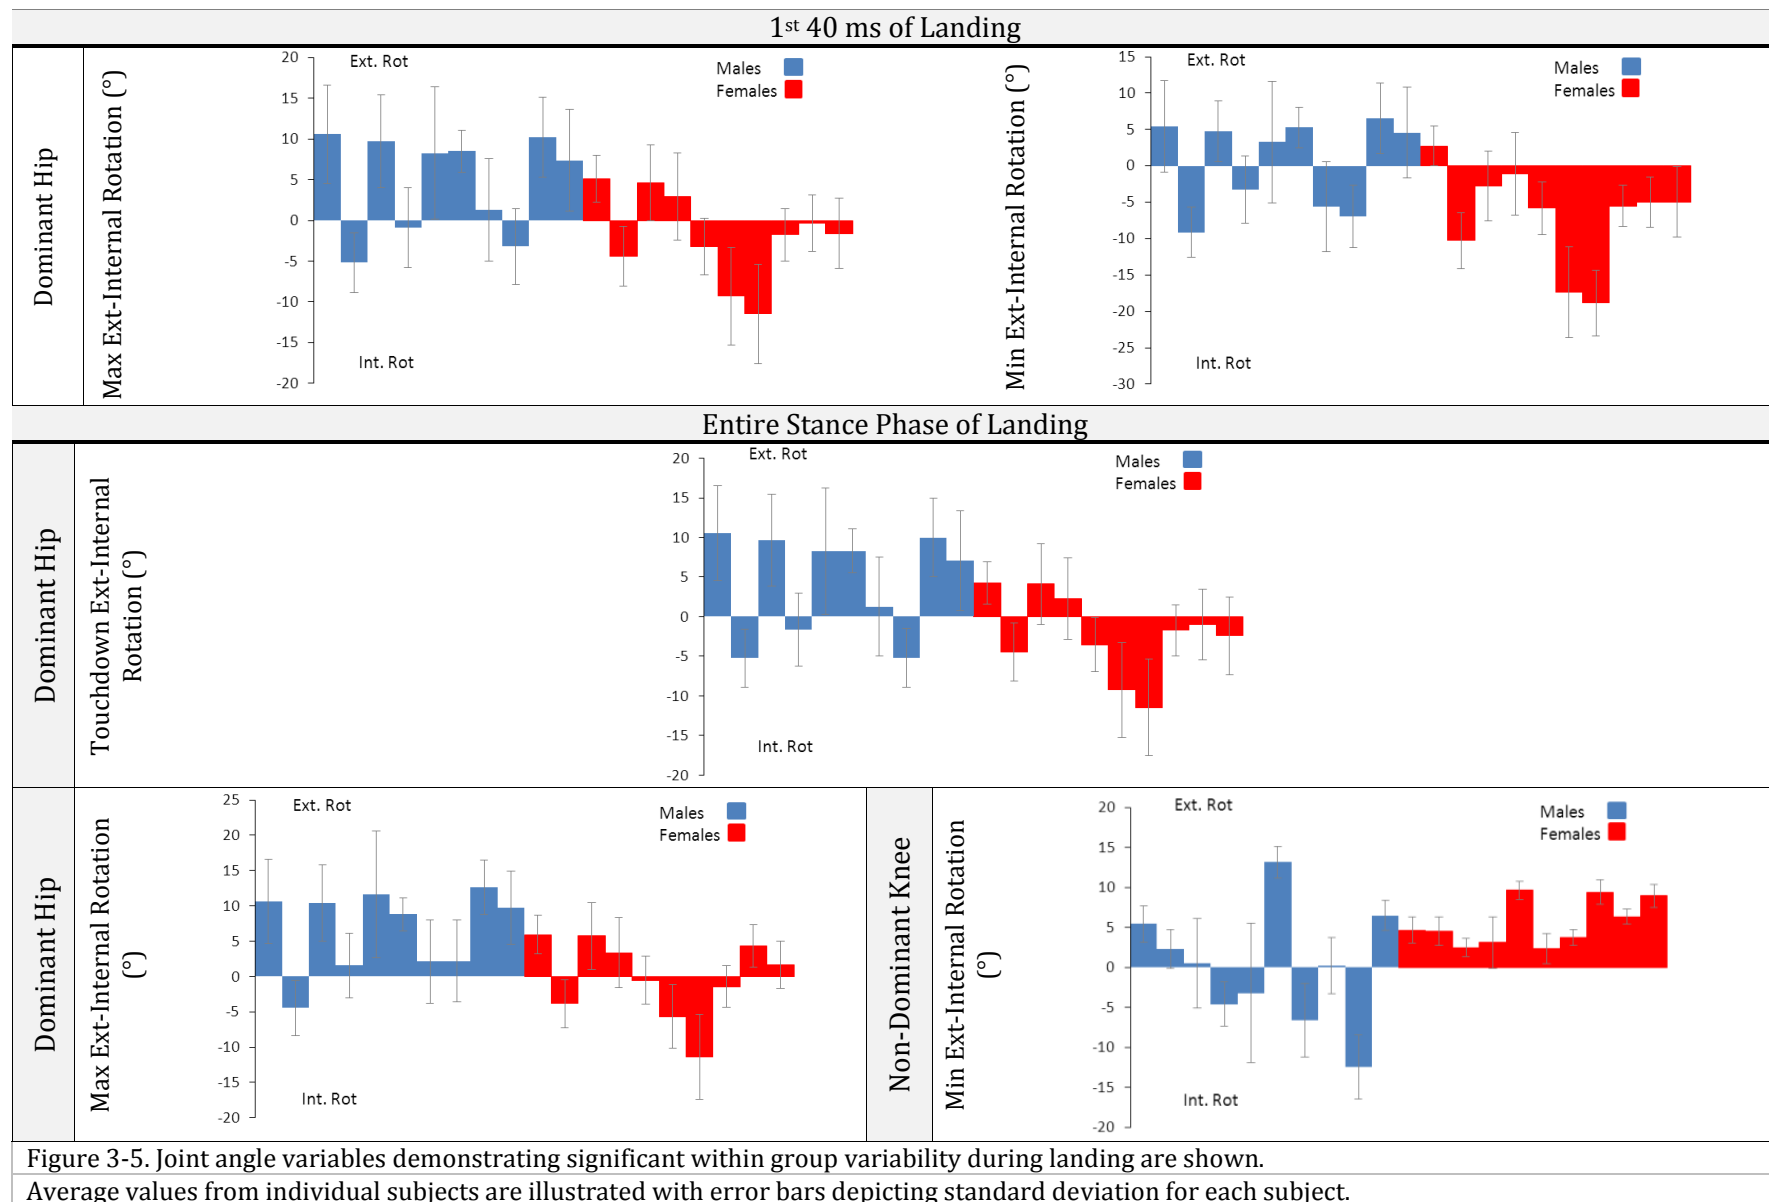 1st 40 ms of Landing
Dominant Hip
Max Ext-Internal Rotation (°)
20
15
10
5
0
-5
-10
-15
-20
Ext. Rot
Int. Rot
Males
Females
Min Ext-Internal Rotation (°)
15
10
5
0
-5
-10
-15
-20
-25
-30
Ext. Rot
Int. Rot
Males
Females
Entire Stance Phase of Landing
Dominant Hip
Touchdown Ext-Internal
Rotation (°)
20
15
10
5
0
-5
-10
-15
-20
Ext. Rot
Int. Rot
Males
Females
Dominant Hip
Max Ext-Internal Rotation
(°)
25
20
15
10
5
0
-5
-10
-15
-20
Ext. Rot
Int. Rot
Males
Females
Non-Dominant Knee
Min Ext-Internal Rotation
(°)
20
15
10
5
0
-5
-10
-15
-20
Ext. Rot
Int. Rot
Males
Females
Figure 3-5. Joint angle variables demonstrating significant within group variability during landing are shown.
Average values from individual subjects are illustrated with error bars depicting standard deviation for each subject.